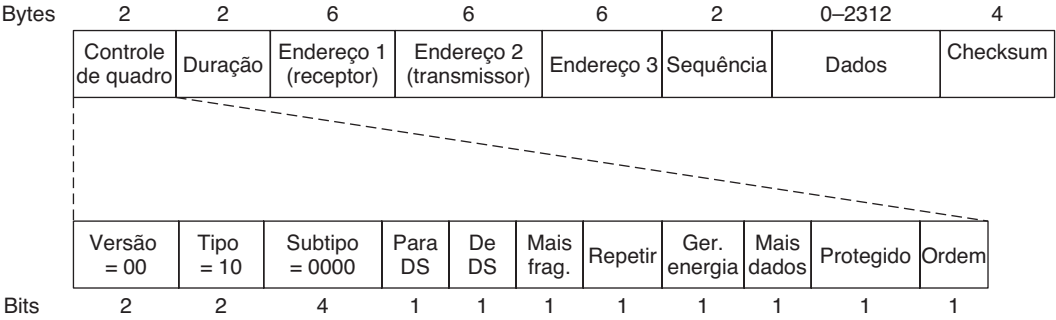 Bytes 2 2 6 6 6 2 0–2312 4
Controle de quadro
Duração
Endereço 1 (receptor)
Endereço 2 (transmissor)
Endereço 3
Sequência
Dados
Checksum
Versão = 00
Tipo = 10
Subtipo = 0000
Para DS
De DS
Mais frag.
Repetir
Ger. energia
Mais dados
Protegido
Ordem
Bits 2 2 4 1 1 1 1 1 1 1 1